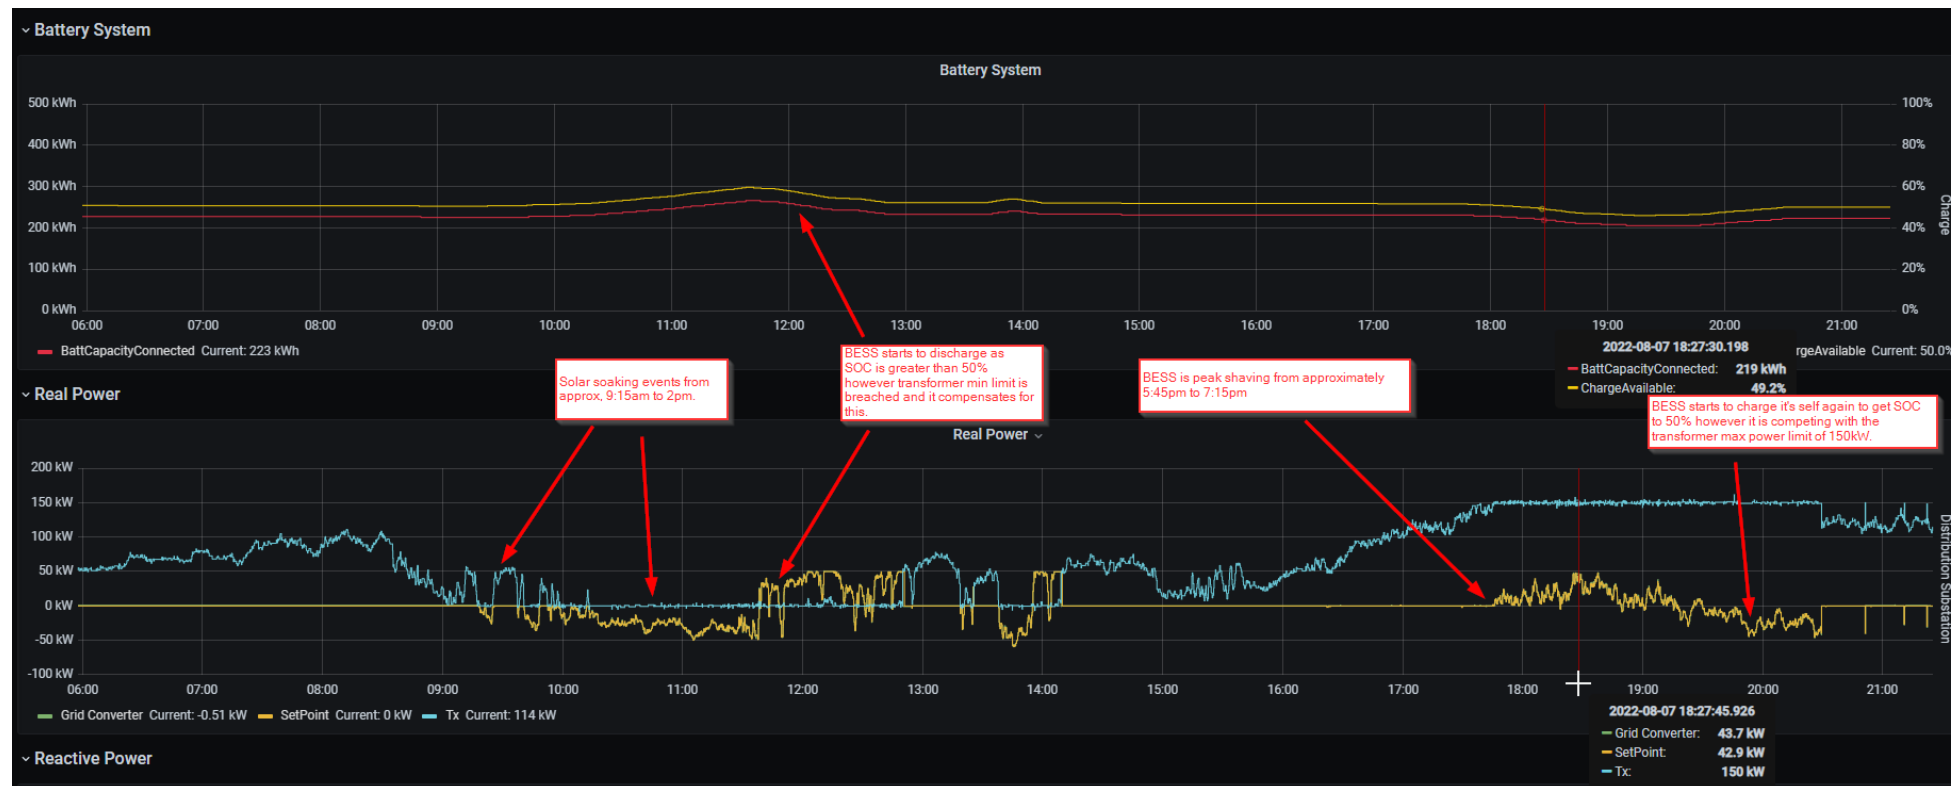 Battery System
Battery System
500 kWh
400 kWh
300 kWh
200 kWh
100 kWh
0 kWh
100%
80%
60%
40%
20%
0%
Charge
06:00 07:00 08:00 09:00 10:00 11:00 12:00 13:00 14:00 15:00 16:00 17:00 18:00 19:00 20:00 21:00
BattCapacityConnected Current: 223 kWh
rgeAvailable Current: 50.0%
2022-08-07 18:27:30.198
BattCapacityConnected: 219 kWh
ChargeAvailable: 49.2%
Solar soaking events from
approx, 9:15am to 2pm.
BESS starts to discharge as
SOC is greater than 50%
however transformer min limit is
breached and it compensates for
this.
BESS is peak shaving from approximately
5:45pm to 7:15pm
BESS starts to charge it's self again to get SOC
to 50% however it is competing with the
transformer max power limit of 150kW.
Real Power
Real Power
200 kW
150 kW
100 kW
50 kW
0 kW
-50 kW
-100 kW
Distribution Substation
06:00 07:00 08:00 09:00 10:00 11:00 12:00 13:00 14:00 15:00 16:00 17:00 18:00 19:00 20:00 21:00
Grid Converter Current: -0.51 kW SetPoint Current: 0 kW Tx Current: 114 kW
2022-08-07 18:27:45.926
Grid Converter: 43.7 kW
SetPoint: 42.9 kW
Tx: 150 kW
Reactive Power